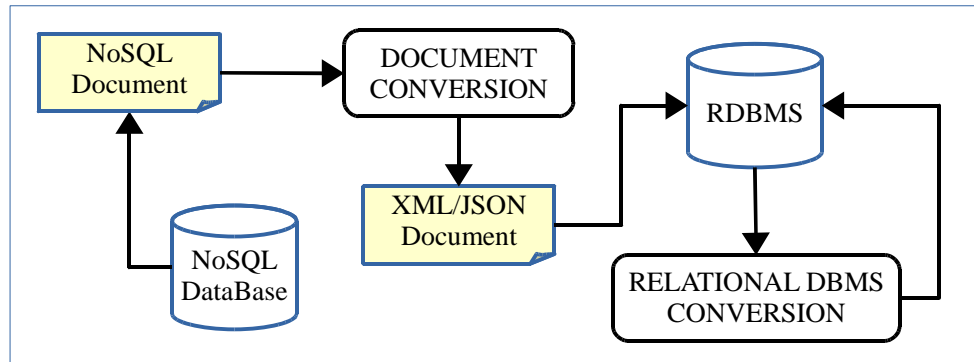 NoSQL
Document
DOCUMENT
CONVERSION
RDBMS
XML/JSON
Document
NoSQL
DataBase
RELATIONAL DBMS
CONVERSION